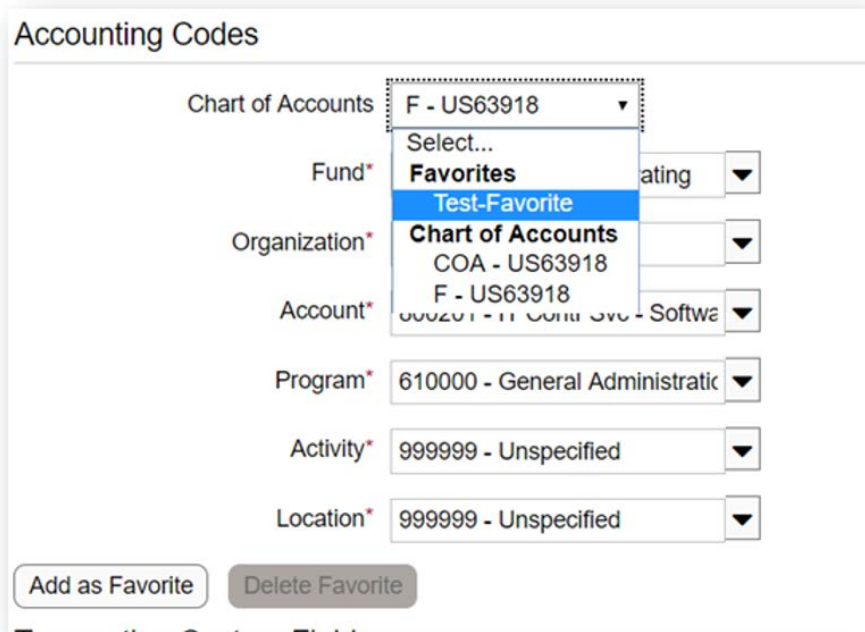 Accounting Codes
Chart of Accounts F - US63918
Select...
Fund* Favorites ating
Test-Favorite
Organization* Chart of Accounts
COA - US63918
F - US63918
Account* - Softwa
Program* 610000 - General Administratic
Activity* 999999 - Unspecified
Location* 999999 - Unspecified
Add as Favorite Delete Favorite